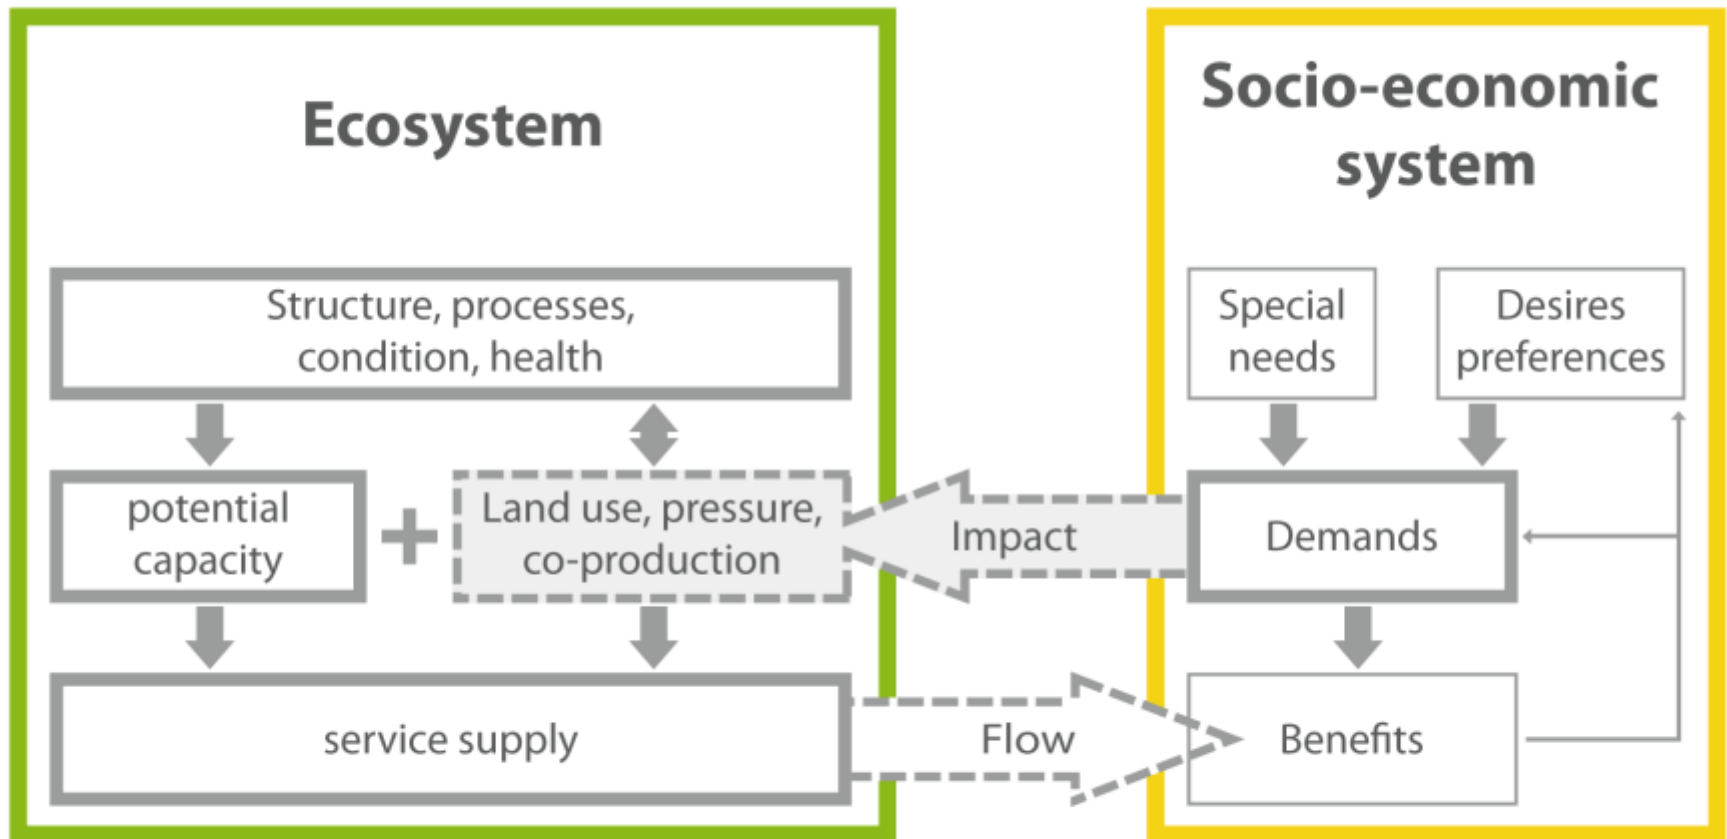 Ecosystem
Structure, processes,
condition, health
potential
capacity
+
Land use, pressure,
co-production
service supply
Impact
Flow
Socio-economic
system
Special
needs
Desires
preferences
Demands
Benefits